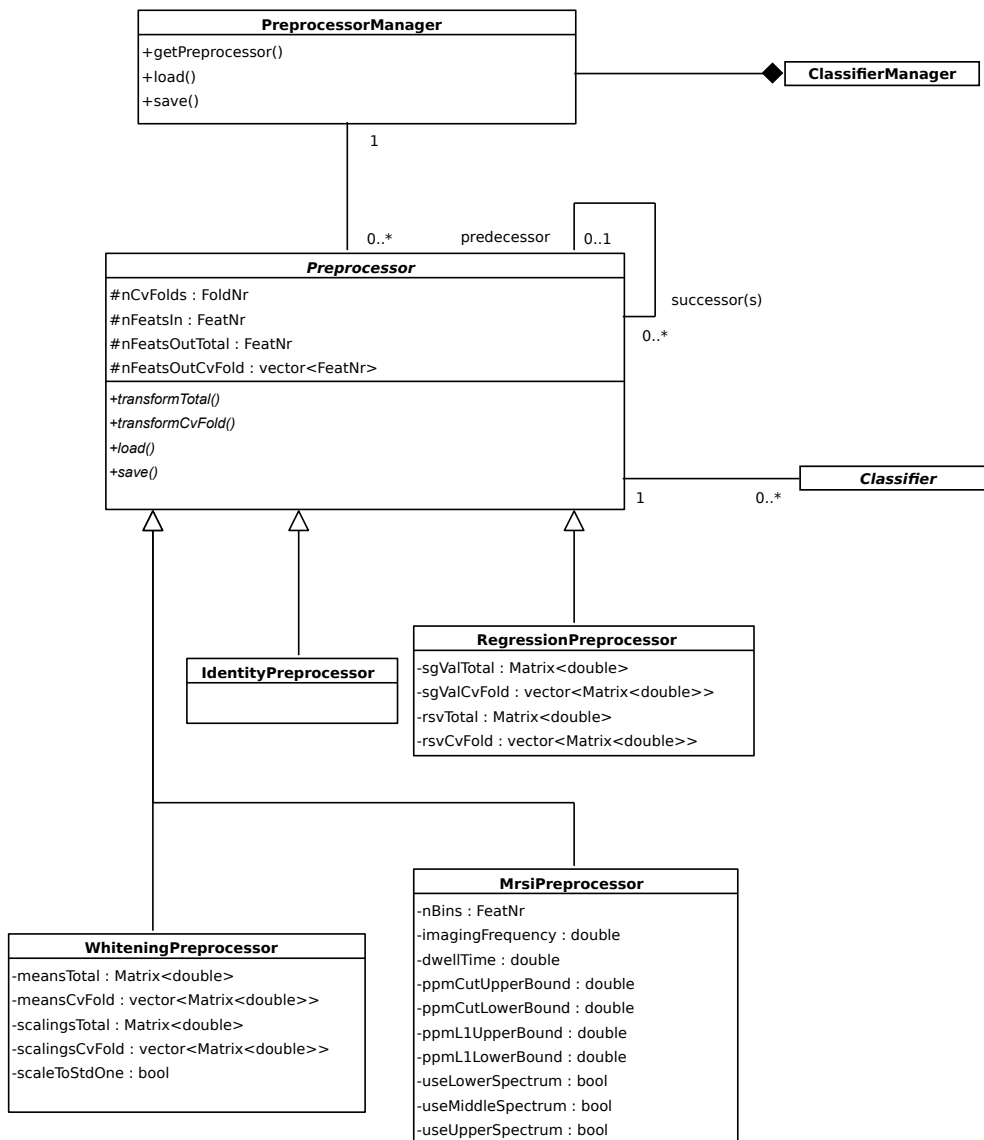 PreprocessorManager
+getPreprocessor()
+load()
+save()
ClassifierManager
1
0..*
predecessor
0..1
successor(s)
0..*
Preprocessor
#nCvFolds : FoldNr
#nFeatsIn : FeatNr
#nFeatsOutTotal : FeatNr
#nFeatsOutCvFold : vector<FeatNr>
+transformTotal()
+transformCvFold()
+load()
+save()
1
0..*
Classifier
IdentityPreprocessor
RegressionPreprocessor
-sgValTotal : Matrix<double>
-sgValCvFold : vector<Matrix<double>>
-rsvTotal : Matrix<double>
-rsvCvFold : vector<Matrix<double>>
WhiteningPreprocessor
-meansTotal : Matrix<double>
-meansCvFold : vector<Matrix<double>>
-scalingsTotal : Matrix<double>
-scalingsCvFold : vector<Matrix<double>>
-scaleToStdOne : bool
MrsiPreprocessor
-nBins : FeatNr
-imagingFrequency : double
-dwellTime : double
-ppmCutUpperBound : double
-ppmCutLowerBound : double
-ppmL1UpperBound : double
-ppmL1LowerBound : double
-useLowerSpectrum : bool
-useMiddleSpectrum : bool
-useUpperSpectrum : bool